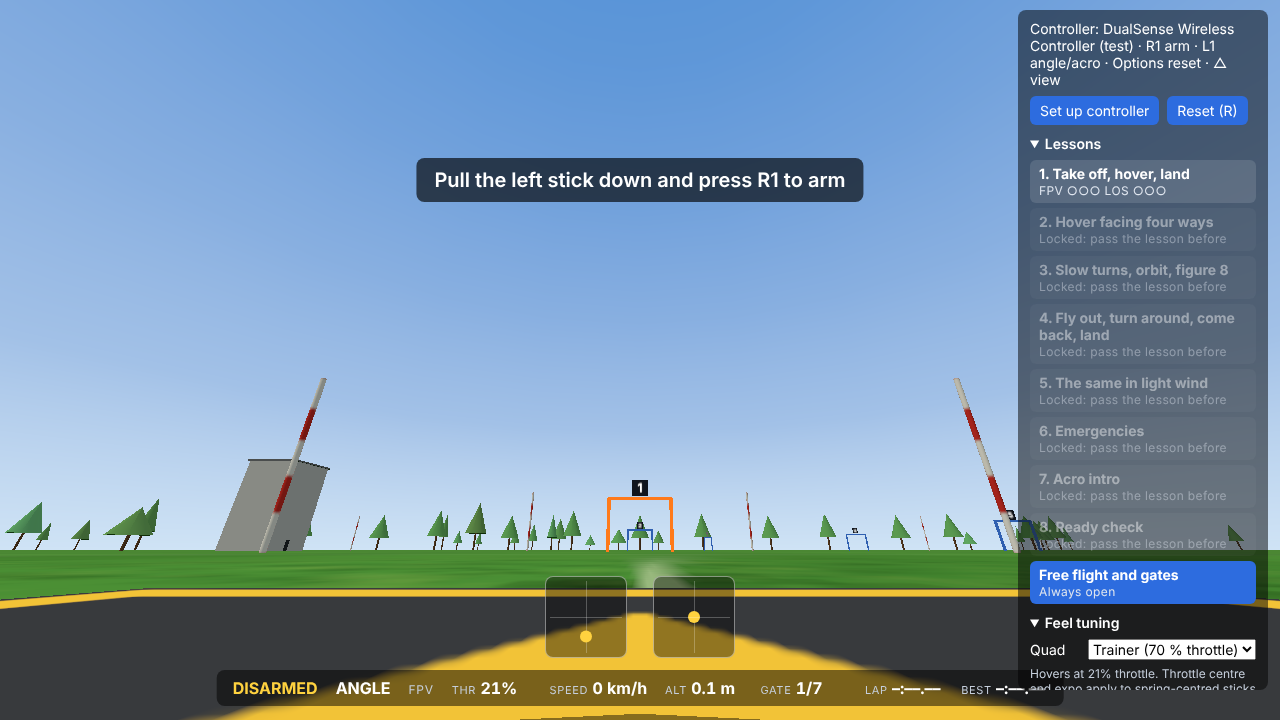 Controller: DualSense Wireless
Controller (test) · R1 arm · L1
angle/acro · Options reset · △
view
Set up controller
Reset (R)
▼ Lessons
Pull the left stick down and press R1 to arm
1. Take off, hover, land
FPV ○○○ LOS ○○○
2. Hover facing four ways
Locked: pass the lesson before
3. Slow turns, orbit, figure 8
Locked: pass the lesson before
4. Fly out, turn around, come
back, land
Locked: pass the lesson before
5. The same in light wind
Locked: pass the lesson before
6. Emergencies
Locked: pass the lesson before
7. Acro intro
Locked: pass the lesson before
1
8. Ready check
Locked: pass the lesson before
Free flight and gates
Always open
▼ Feel tuning
Quad
Trainer (70 % throttle)
Hovers at 21% throttle. Throttle centre
and expo apply to spring-centred sticks
DISARMED ANGLE FPV THR 21% SPEED 0 km/h ALT 0.1 m GATE 1/7 LAP –:––.–– BEST –:––.––